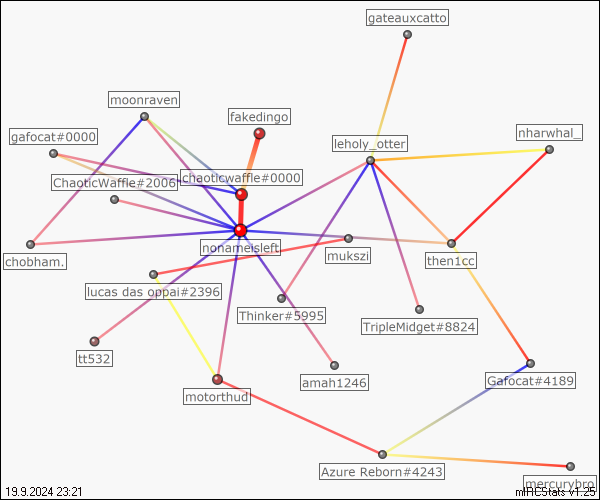 gateauxcatto
moonraven
fakedingo
gafocat#0000
leholy_otter
nharwhal_
ChaoticWaffle#2006
chaoticwaffle#0000
nonameisleft
mukszi
chobham.
then1cc
lucas das oppai#2396
Thinker#5995
TripleMidget#8824
tt532
amah1246
Gafocat#4189
motorthud
Azure Reborn#4243
mercurybro
19.9.2024 23:21
mIRCStats v1.25